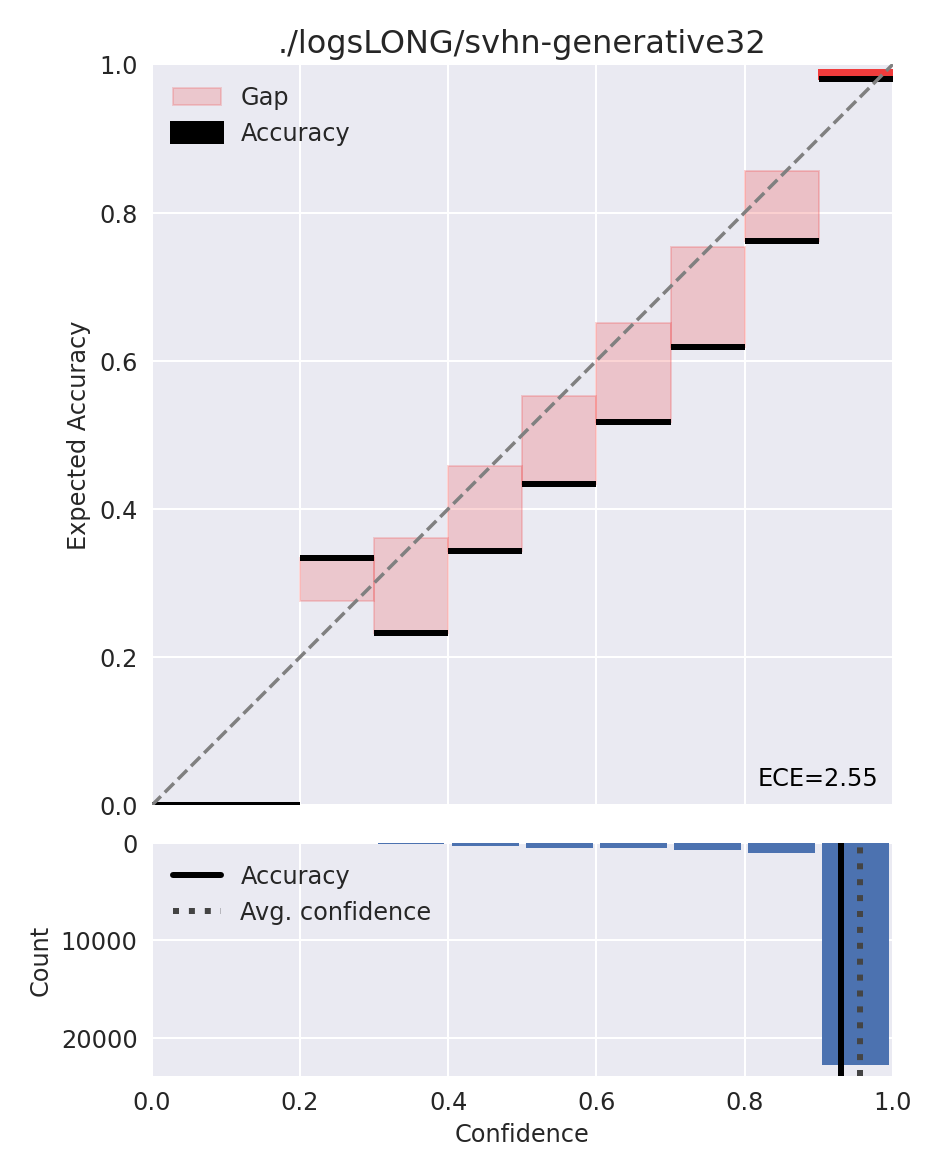 ./logsLONG/svhn-generative32
1.0
Gap
Accuracy
0.8
0.6
Expected Accuracy
0.4
0.2
ECE=2.55
0.0
0
Accuracy
Avg. confidence
10000
Count
20000
0.0 0.2 0.4 0.6 0.8 1.0
Confidence